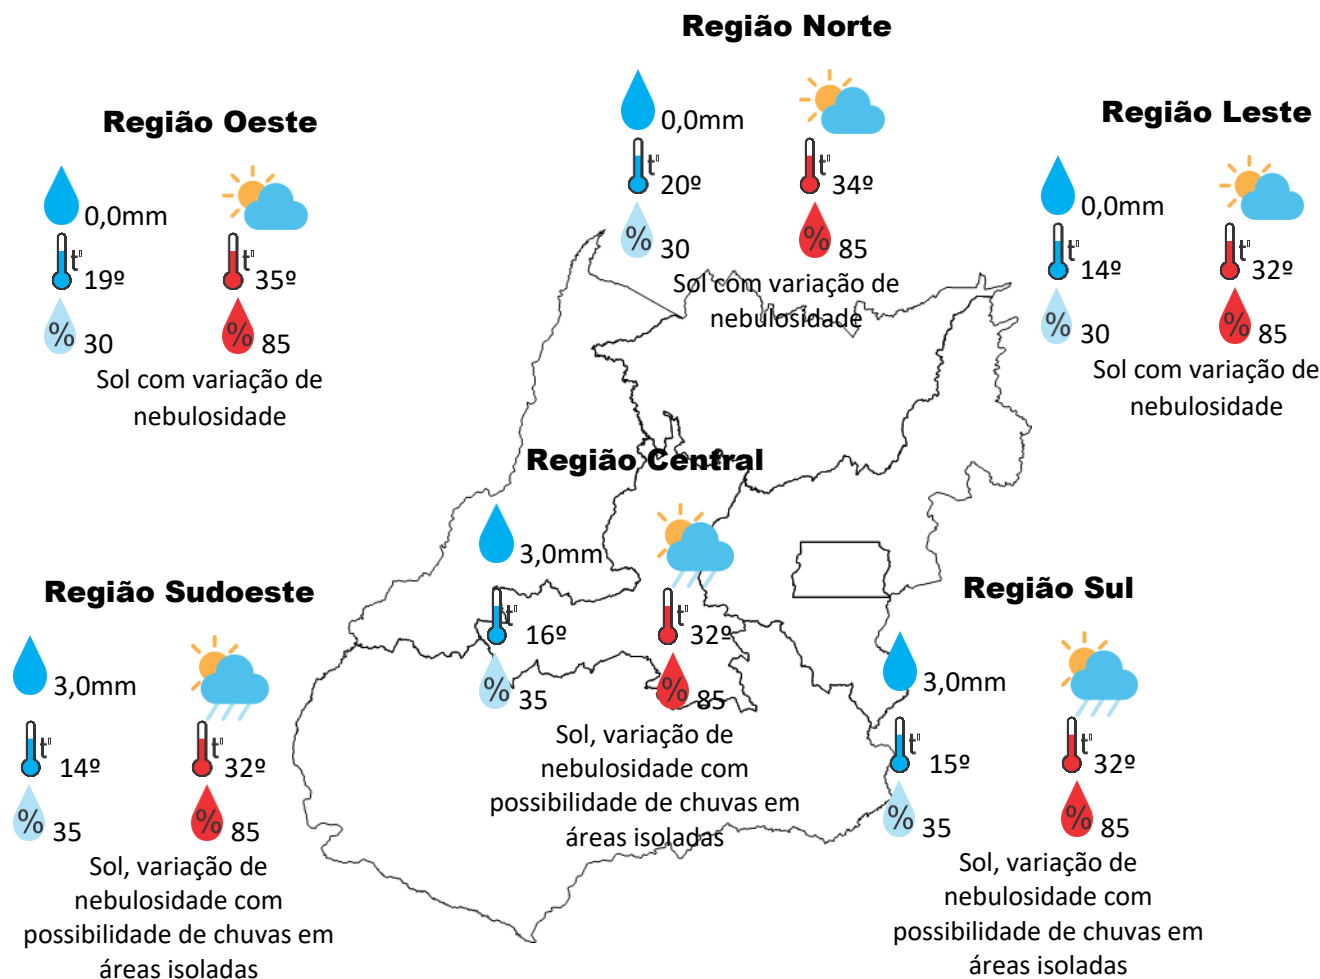 Região Norte
0,0mm
t°
20º
t°
34º
%
30
%
85
Sol com variação de
nebulosidade
Região Oeste
0,0mm
t°
19º
t°
35º
%
30
%
85
Sol com variação de
nebulosidade
Região Leste
0,0mm
t°
14º
t°
32º
%
30
%
85
Sol com variação de
nebulosidade
Região Central
3,0mm
t°
16º
t°
32º
%
35
%
85
Sol, variação de
nebulosidade com
possibilidade de chuvas em
áreas isoladas
Região Sudoeste
3,0mm
t°
14º
t°
32º
%
35
%
85
Sol, variação de
nebulosidade com
possibilidade de chuvas em
áreas isoladas
Região Sul
3,0mm
t°
15º
t°
32º
%
35
%
85
Sol, variação de
nebulosidade com
possibilidade de chuvas em
áreas isoladas